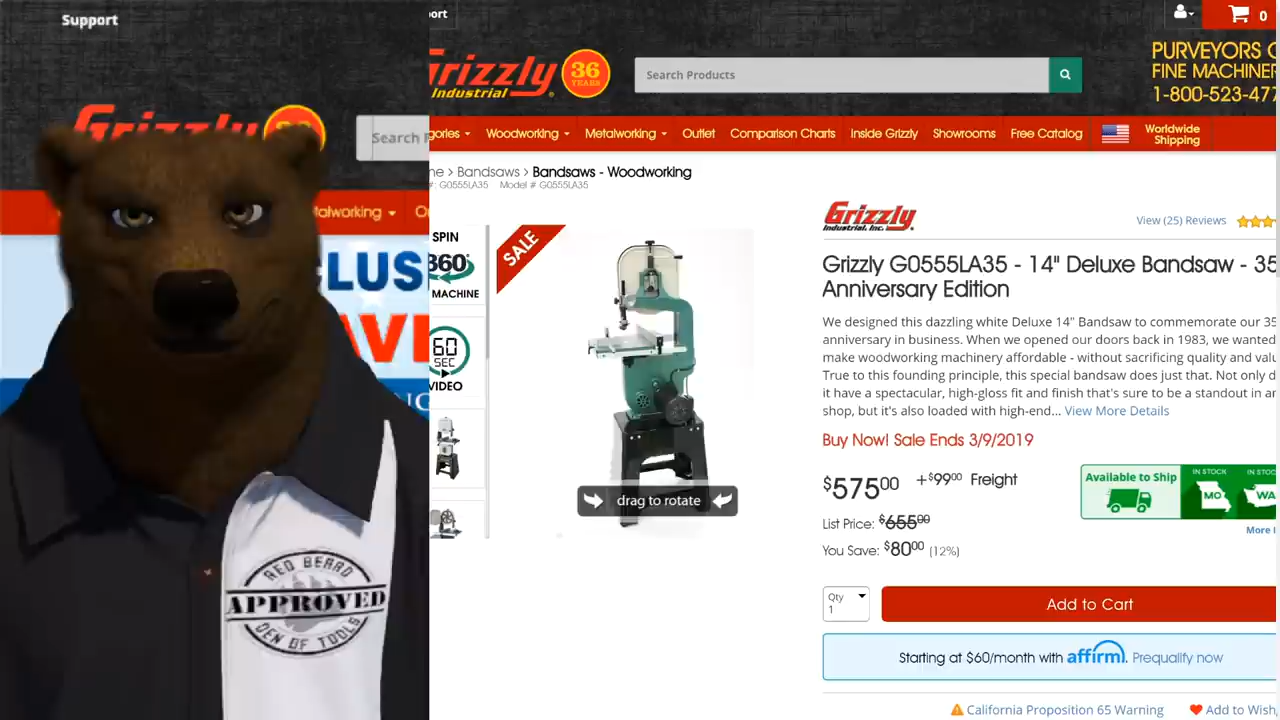 Support
Grizzly
Search
talworking
LUS
AVE
RED BEARD
APPROVED
DEN OF TOOLS
ort
0
Grizzly
Industrial
36
YEARS
Search Products
PURVEYORS
FINE MACHINER
1-800-523-477
gories
Woodworking
Metalworking
Outlet
Comparison Charts
Inside Grizzly
Showrooms
Free Catalog
Worldwide
Shipping
me > Bandsaws > Bandsaws - Woodworking
#: G0555LA35 Model # G0555LA35
SPIN
360°
MACHINE
60
SEC
VIDEO
SALE
drag to rotate
Grizzly
Industrial, Inc.
View (25) Reviews
Grizzly G0555LA35 - 14" Deluxe Bandsaw - 35
Anniversary Edition
We designed this dazzling white Deluxe 14" Bandsaw to commemorate our 35
anniversary in business. When we opened our doors back in 1983, we wanted
make woodworking machinery affordable - without sacrificing quality and valu
True to this founding principle, this special bandsaw does just that. Not only d
it have a spectacular, high-gloss fit and finish that's sure to be a standout in an
shop, but it's also loaded with high-end... View More Details
Buy Now! Sale Ends 3/9/2019
$575.00 +$99.00 Freight
List Price: $655.00
You Save: $80.00 (12%)
Available to Ship
IN STOCK
MO
IN STOC
WA
More I
Qty
1
Add to Cart
Starting at $60/month with affirm. Prequalify now
California Proposition 65 Warning
Add to Wish